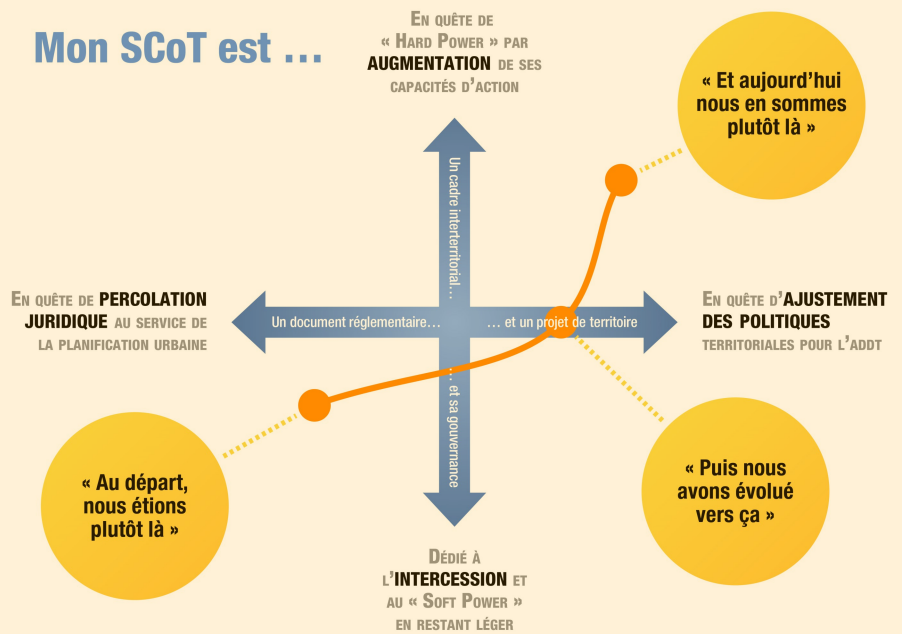 Mon SCoT est …
En quête de
« Hard Power » par
AUGMENTATION de ses
capacités d'action
« Et aujourd'hui
nous en sommes
plutôt là »
Un cadre interterritorial…
En quête de PERCOLATION
JURIDIQUE au service de
la planification urbaine
Un document réglementaire…
… et un projet de territoire
En quête d'AJUSTEMENT
DES POLITIQUES
territoriales pour l'ADDT
… et sa gouvernance
« Au départ,
nous étions
plutôt là »
« Puis nous
avons évolué
vers ça »
Dédié à
l'INTERCESSION et
au « Soft Power »
en restant léger